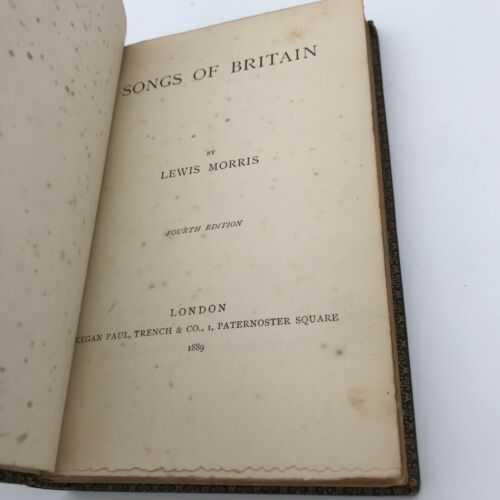 SONGS OF BRITAIN
BY
LEWIS MORRIS
FOURTH EDITION
LONDON
KEGAN PAUL, TRENCH & CO., 1, PATERNOSTER SQUARE
1889